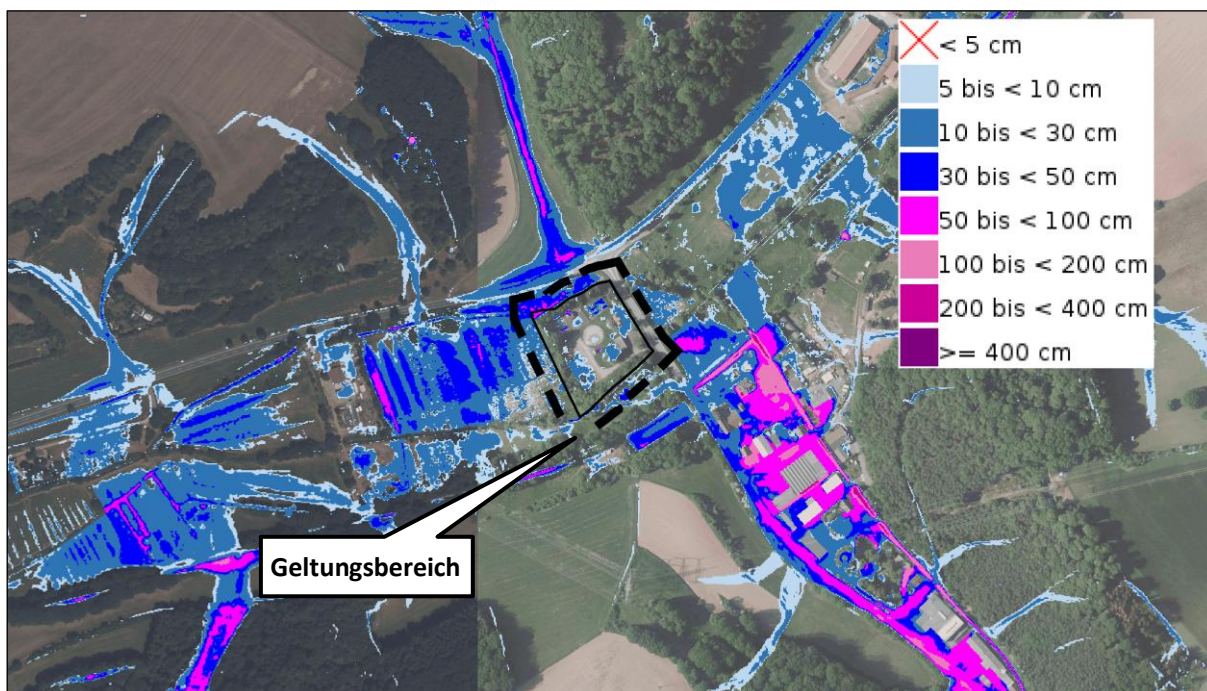 < 5 cm
5 bis < 10 cm
10 bis < 30 cm
30 bis < 50 cm
50 bis < 100 cm
100 bis < 200 cm
200 bis < 400 cm
>= 400 cm
Geltungsbereich